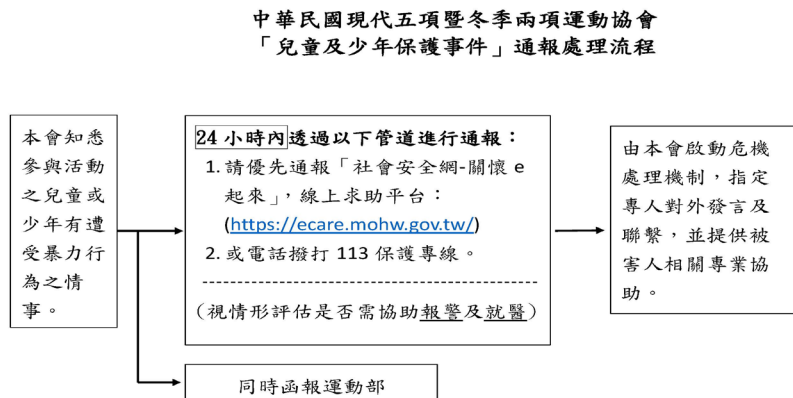 中華民國現代五項暨冬季兩項運動協會
「兒童及少年保護事件」通報處理流程
本會知悉
參與活動
之兒童或
少年有遭
受暴力行
為之情
事。
24 小時內透過以下管道進行通報：
1. 請優先通報「社會安全網-關懷 e
起來」，線上求助平台：
(https://ecare.mohw.gov.tw/)
2. 或電話撥打 113 保護專線。
（視情形評估是否需協助報警及就醫）
由本會啟動危機
處理機制，指定
專人對外發言及
聯繫，並提供被
害人相關專業協
助。
同時函報運動部